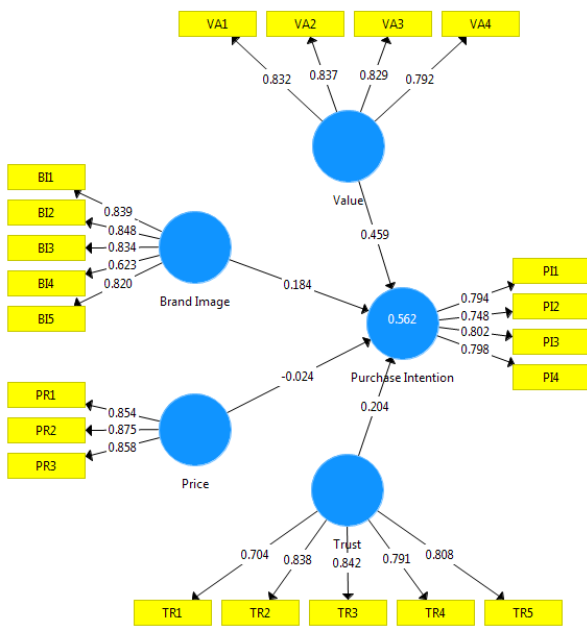 VA1 VA2 VA3 VA4
0.832 0.837 0.829 0.792
Value
BI1
BI2
BI3
BI4
BI5
0.839
0.848
0.834
0.623
0.820
Brand Image
0.459
0.184
0.562
Purchase Intention
0.794
0.748
0.802
0.798
PI1
PI2
PI3
PI4
PR1
PR2
PR3
0.854
0.875
0.858
Price
-0.024
0.204
Trust
0.704 0.838 0.842 0.791 0.808
TR1 TR2 TR3 TR4 TR5